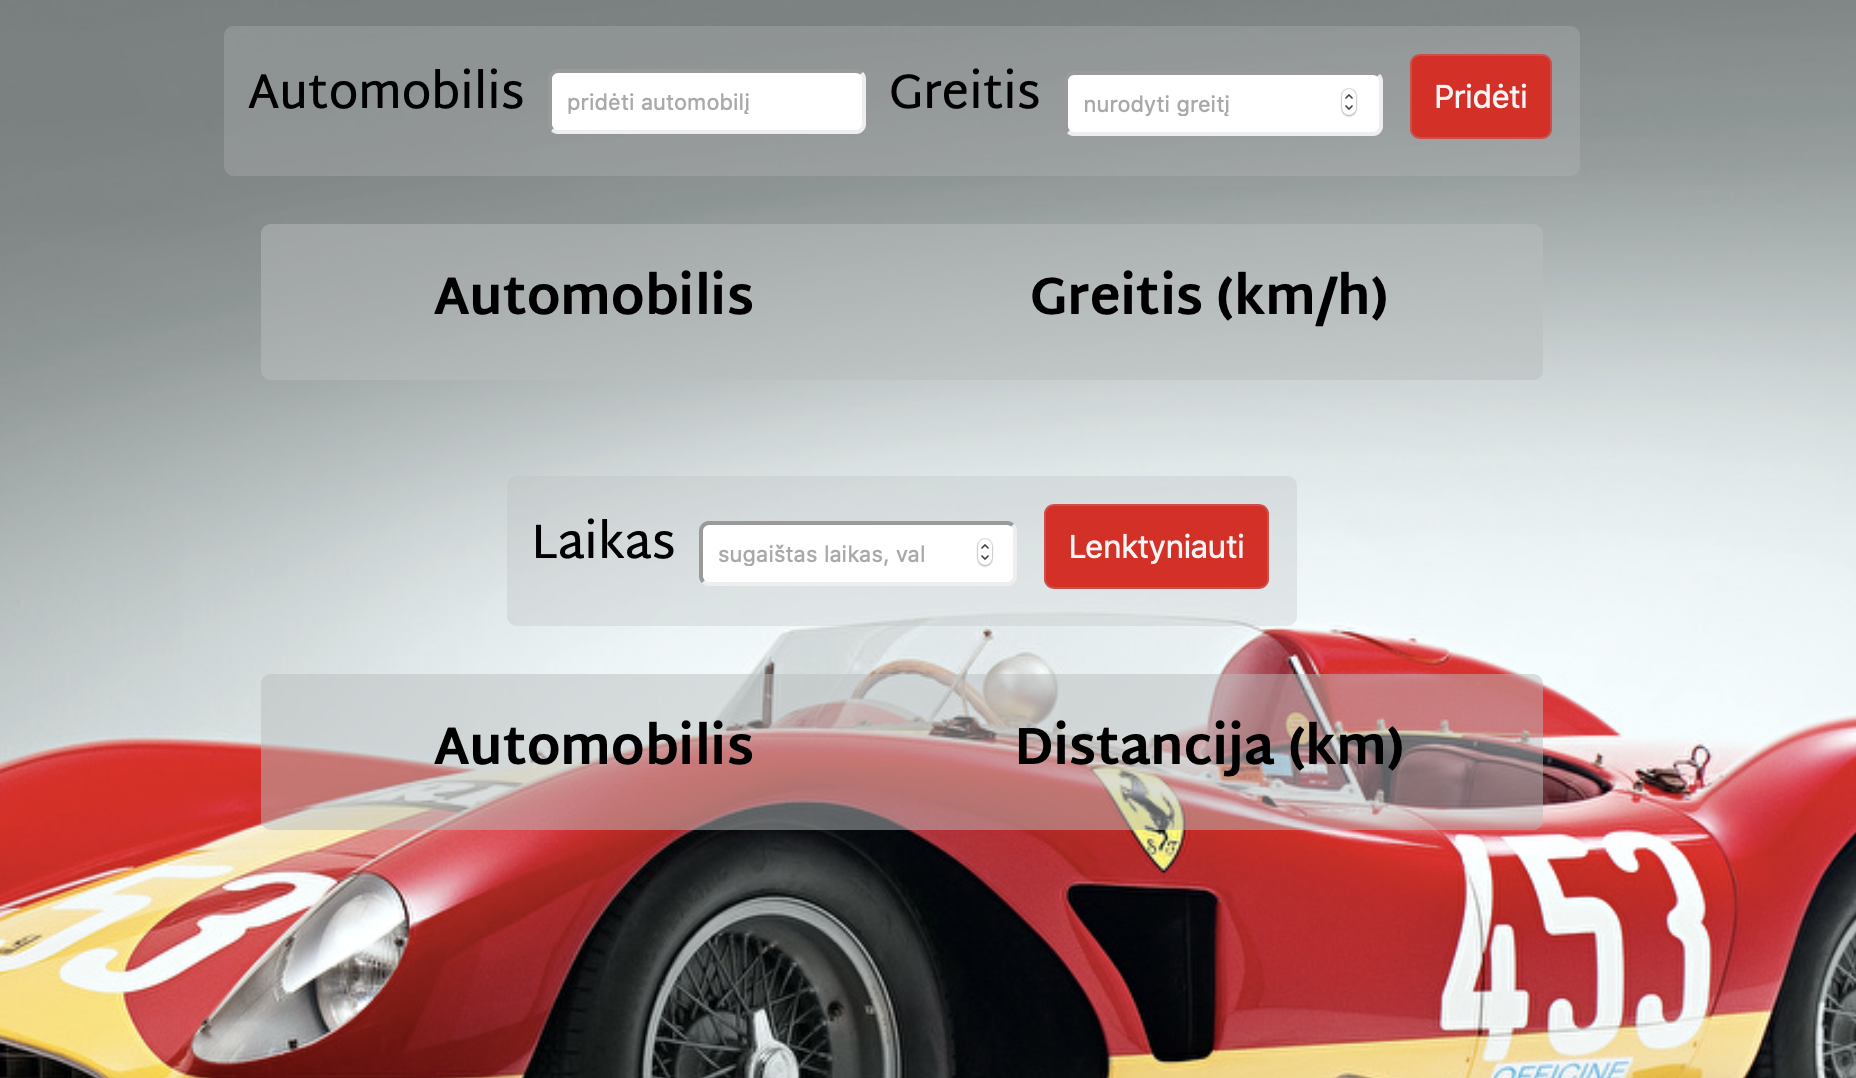 Automobilis pridėti automobilį Greitis nurodyti greitį Pridėti
Automobilis Greitis (km/h)
Laikas sugaištas laikas, val Lenktyniauti
Automobilis Distancija (km)
53
453
OFFICINE